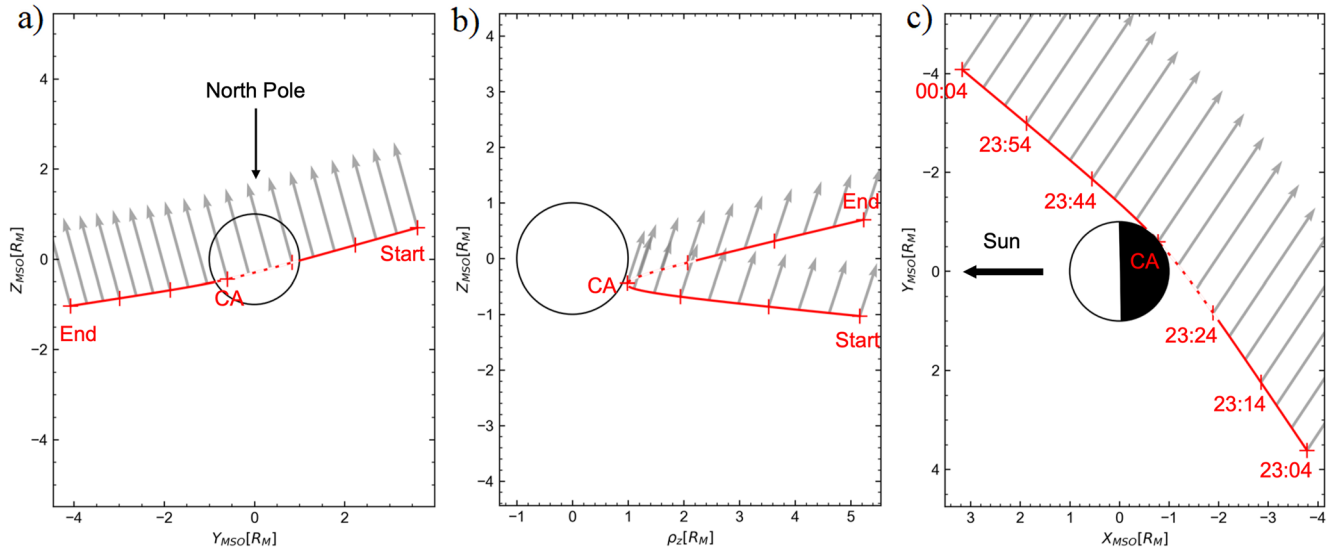 a)
4
2
0
−2
−4
Z_MSO[R_M]
−4
−2
0
2
Y_MSO[R_M]
North Pole
Start
CA
End
b)
4
3
2
1
0
−1
−2
−3
−4
Z_MSO[R_M]
−1
0
1
2
3
4
5
ρ_z[R_M]
End
CA
Start
c)
−4
−2
0
2
4
Y_MSO[R_M]
3
2
1
0
−1
−2
−3
−4
X_MSO[R_M]
00:04
23:54
23:44
Sun
CA
23:24
23:14
23:04